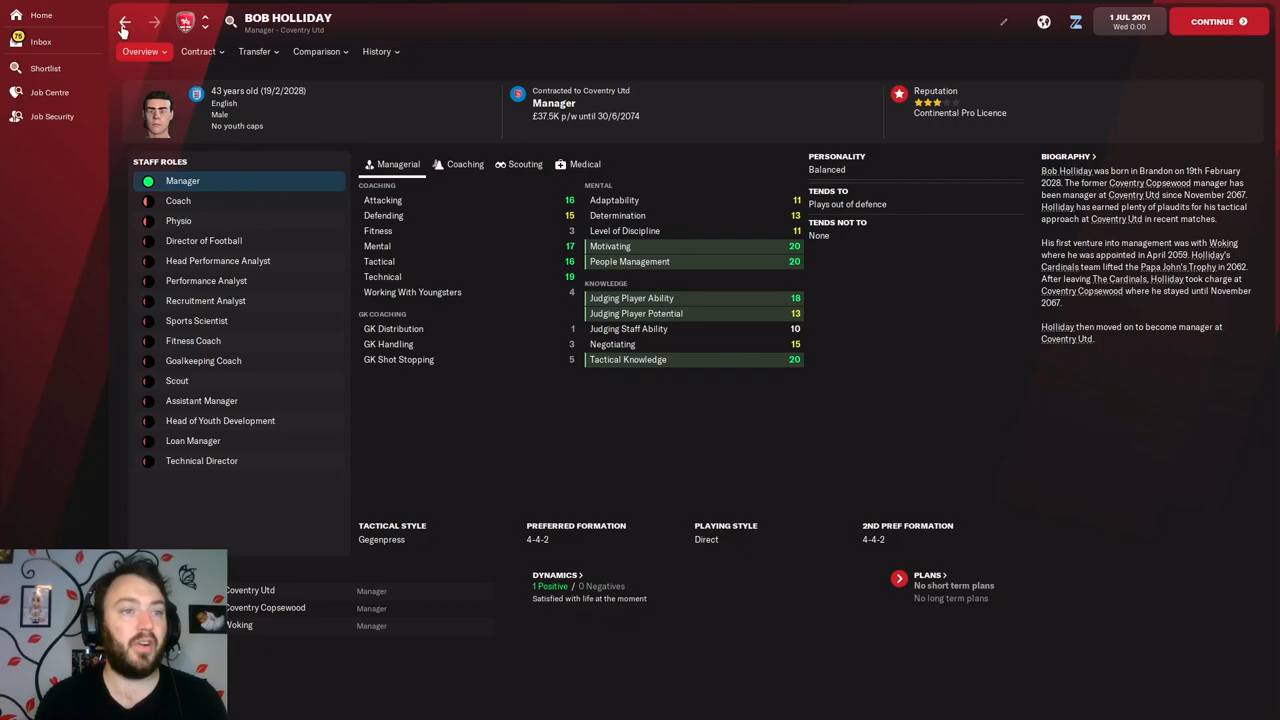 Home
Inbox
76
Shortlist
Job Centre
Job Security
BOB HOLLIDAY
Manager - Coventry Utd
1 JUL 2071
Wed 0:00
CONTINUE
Overview
Contract
Transfer
Comparison
History
43 years old (19/2/2028)
English
Male
No youth caps
Contracted to Coventry Utd
Manager
£37.5K p/w until 30/6/2074
Reputation
Continental Pro Licence
STAFF ROLES
Manager
Coach
Physio
Director of Football
Head Performance Analyst
Performance Analyst
Recruitment Analyst
Sports Scientist
Fitness Coach
Goalkeeping Coach
Scout
Assistant Manager
Head of Youth Development
Loan Manager
Technical Director
Managerial
Coaching
Scouting
Medical
COACHING
Attacking 16
Defending 15
Fitness 3
Mental 17
Tactical 16
Technical 19
Working With Youngsters 4
GK COACHING
GK Distribution 1
GK Handling 3
GK Shot Stopping 5
MENTAL
Adaptability 11
Determination 13
Level of Discipline 11
Motivating 20
People Management 20
KNOWLEDGE
Judging Player Ability 18
Judging Player Potential 13
Judging Staff Ability 10
Negotiating 15
Tactical Knowledge 20
PERSONALITY
Balanced
TENDS TO
Plays out of defence
TENDS NOT TO
None
BIOGRAPHY >
Bob Holliday was born in Brandon on 19th February
2028. The former Coventry Copsewood manager has
been manager at Coventry Utd since November 2067.
Holliday has earned plenty of plaudits for his tactical
approach at Coventry Utd in recent matches.
His first venture into management was with Woking
where he was appointed in April 2059. Holliday's
Cardinals team lifted the Papa John's Trophy in 2062.
After leaving The Cardinals, Holliday took charge at
Coventry Copsewood where he stayed until November
2067.
Holliday then moved on to become manager at
Coventry Utd.
TACTICAL STYLE
Gegenpress
PREFERRED FORMATION
4-4-2
PLAYING STYLE
Direct
2ND PREF FORMATION
4-4-2
Coventry Utd Manager
Coventry Copsewood Manager
Woking Manager
DYNAMICS >
1 Positive / 0 Negatives
Satisfied with life at the moment
PLANS >
No short term plans
No long term plans